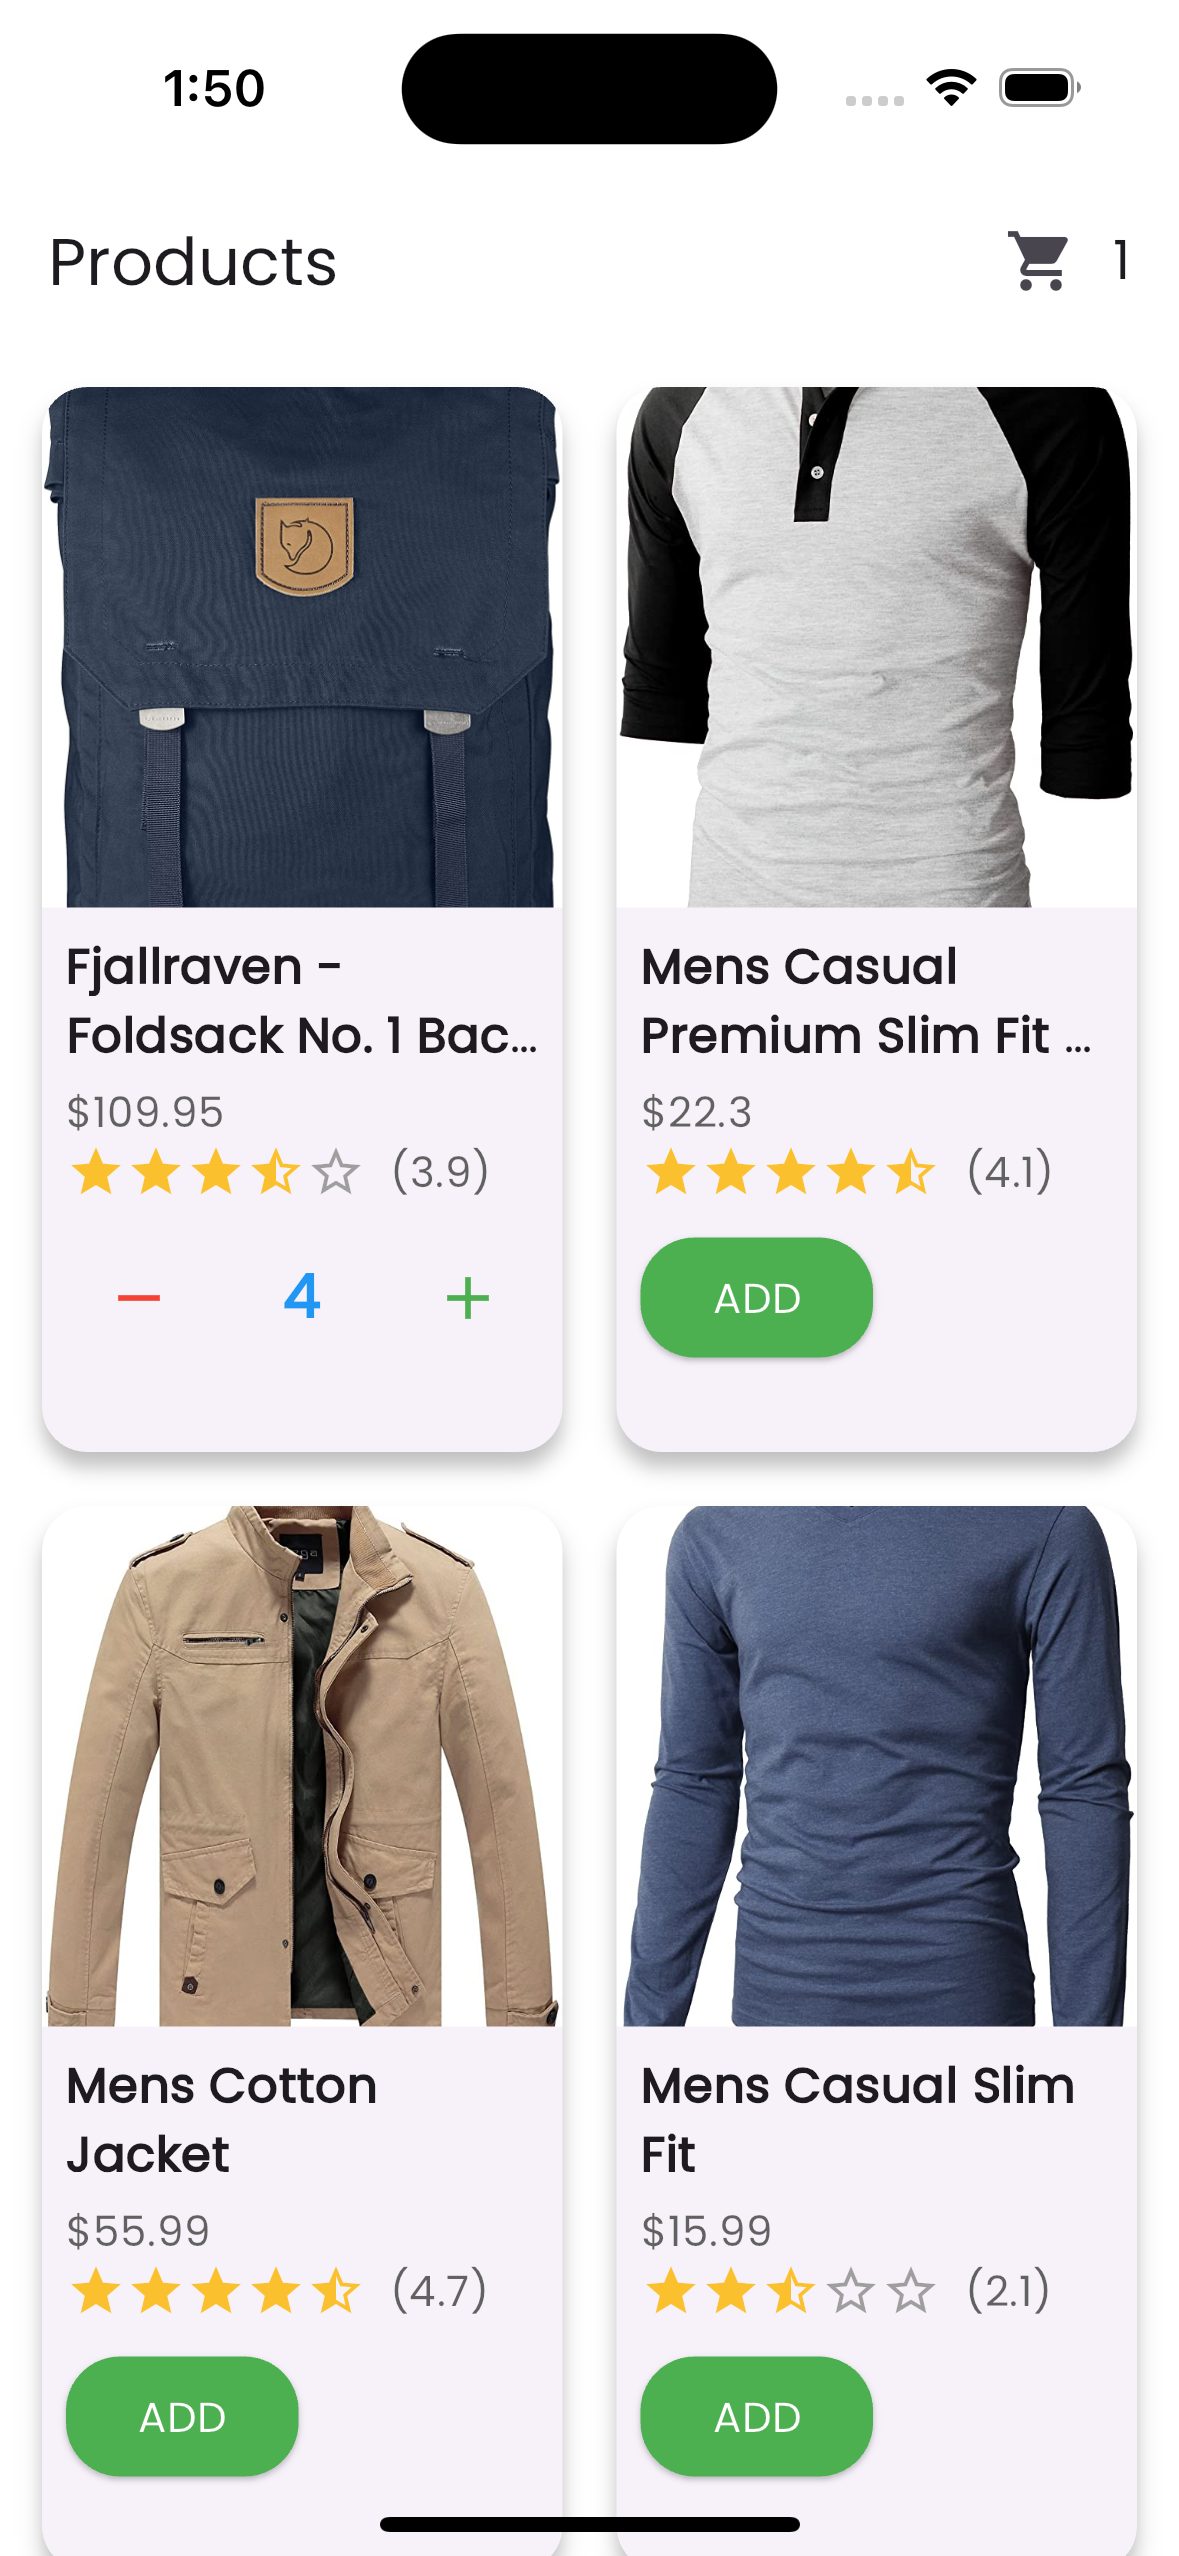 1:50
Products
1
Fjallraven -
Foldsack No. 1 Bac...
$109.95
(3.9)
4
Mens Casual
Premium Slim Fit ...
$22.3
(4.1)
ADD
Mens Cotton
Jacket
$55.99
(4.7)
ADD
Mens Casual Slim
Fit
$15.99
(2.1)
ADD